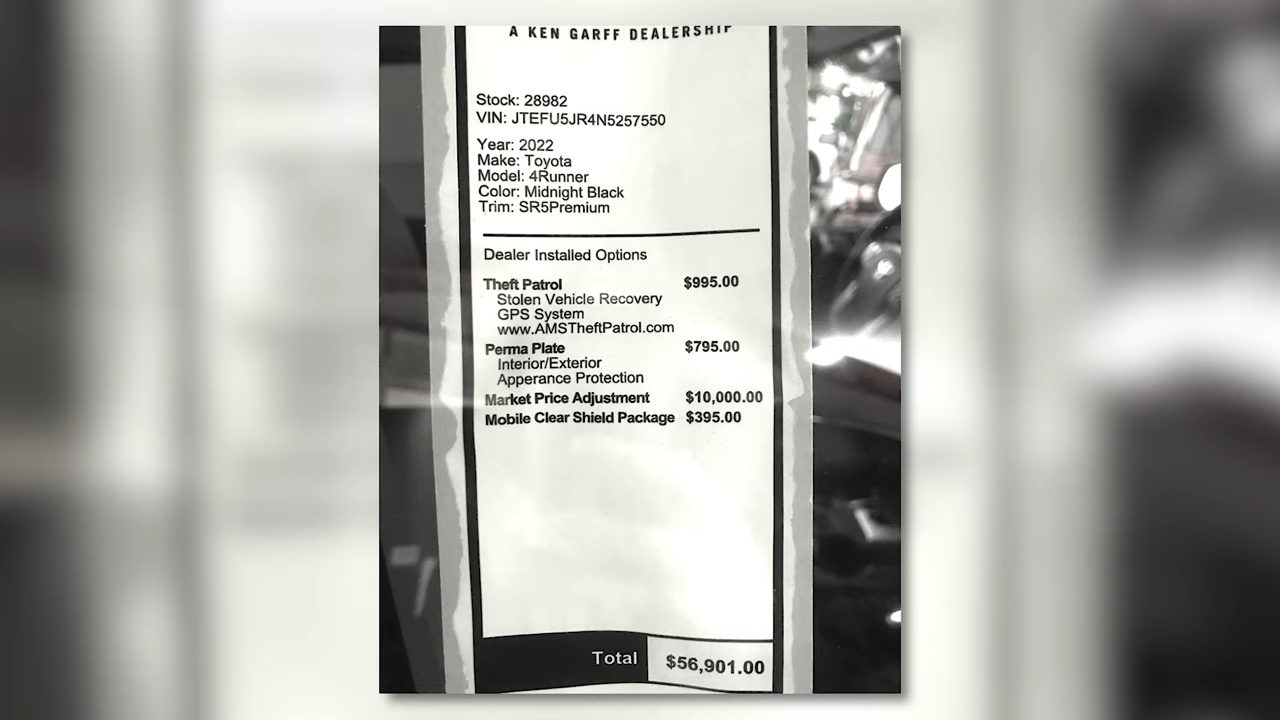 A KEN GARFF DEALERSHIP
Stock: 28982
VIN: JTEFU5JR4N5257550
Year: 2022
Make: Toyota
Model: 4Runner
Color: Midnight Black
Trim: SR5Premium
Dealer Installed Options
Theft Patrol $995.00
Stolen Vehicle Recovery
GPS System
www.AMSTheftPatrol.com
Perma Plate $795.00
Interior/Exterior
Apperance Protection
Market Price Adjustment $10,000.00
Mobile Clear Shield Package $395.00
Total $56,901.00